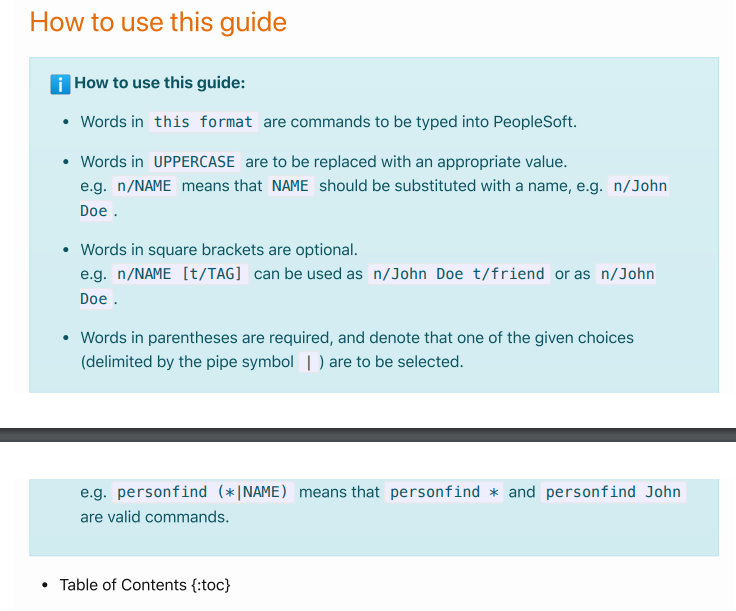 How to use this guide
How to use this guide:
• Words in this format are commands to be typed into PeopleSoft.
• Words in UPPERCASE are to be replaced with an appropriate value.
e.g. n/NAME means that NAME should be substituted with a name, e.g. n/John
Doe .
• Words in square brackets are optional.
e.g. n/NAME [t/TAG] can be used as n/John Doe t/friend or as n/John
Doe .
• Words in parentheses are required, and denote that one of the given choices
(delimited by the pipe symbol | ) are to be selected.
e.g. personfind (*|NAME) means that personfind * and personfind John
are valid commands.
• Table of Contents {:toc}